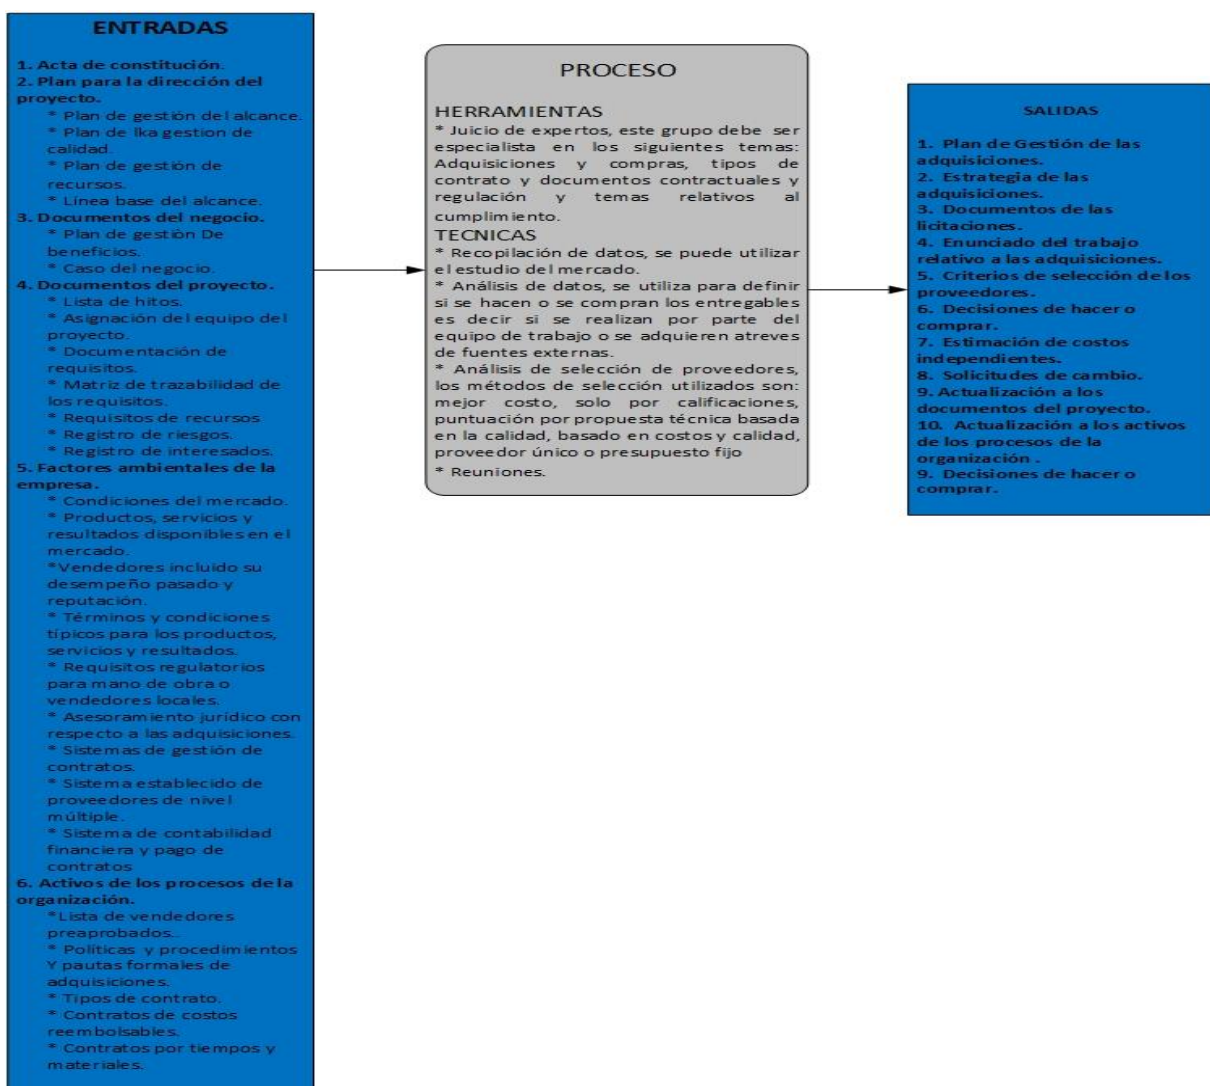 ENTRADAS
1. Acta de constitución.
2. Plan para la dirección del
proyecto.
* Plan de gestión del alcance.
* Plan de lka gestion de
calidad.
* Plan de gestión de
recursos.
* Línea base del alcance.
3. Documentos del negocio.
* Plan de gestiòn De
beneficios.
* Caso del negocio.
4. Documentos del proyecto.
* Lista de hitos.
* Asignación del equipo del
proyecto.
* Documentación de
requisitos.
* Matriz de trazabilidad de
los requisitos.
* Requisitos de recursos
* Registro de riesgos.
* Registro de interesados.
5. Factores ambientales de la
empresa.
* Condiciones del mercado.
* Productos, servicios y
resultados disponibles en el
mercado.
*Vendedores incluido su
desempeño pasado y
reputación.
* Términos y condiciones
típicos para los productos,
servicios y resultados.
* Requisitos regulatorios
para mano de obra o
vendedores locales.
* Asesoramiento jurídico con
respecto a las adquisiciones.
* Sistemas de gestión de
contratos.
* Sistema establecido de
proveedores de nivel
múltiple.
* Sistema de contabilidad
financiera y pago de
contratos
6. Activos de los procesos de la
organización.
*Lista de vendedores
preaprobados..
* Políticas y procedimientos
Y pautas formales de
adquisiciones.
* Tipos de contrato.
* Contratos de costos
reembolsables.
* Contratos por tiempos y
materiales.
PROCESO
HERRAMIENTAS
* Juicio de expertos, este grupo debe ser
especialista en los siguientes temas:
Adquisiciones y compras, tipos de
contrato y documentos contractuales y
regulación y temas relativos al
cumplimiento.
TECNICAS
* Recopilación de datos, se puede utilizar
el estudio del mercado.
* Análisis de datos, se utiliza para definir
si se hacen o se compran los entregables
es decir si se realizan por parte del
equipo de trabajo o se adquieren atreves
de fuentes externas.
* Análisis de selección de proveedores,
los métodos de selección utilizados son:
mejor costo, solo por calificaciones,
puntuación por propuesta técnica basada
en la calidad, basado en costos y calidad,
proveedor único o presupuesto fijo
* Reuniones.
SALIDAS
1. Plan de Gestión de las
adquisiciones.
2. Estrategia de las
adquisiciones.
3. Documentos de las
licitaciones.
4. Enunciado del trabajo
relativo a las adquisiciones.
5. Criterios de selección de los
proveedores.
6. Decisiones de hacer o
comprar.
7. Estimación de costos
independientes.
8. Solicitudes de cambio.
9. Actualización a los
documentos del proyecto.
10. Actualización a los activos
de los procesos de la
organización .
9. Decisiones de hacer o
comprar.